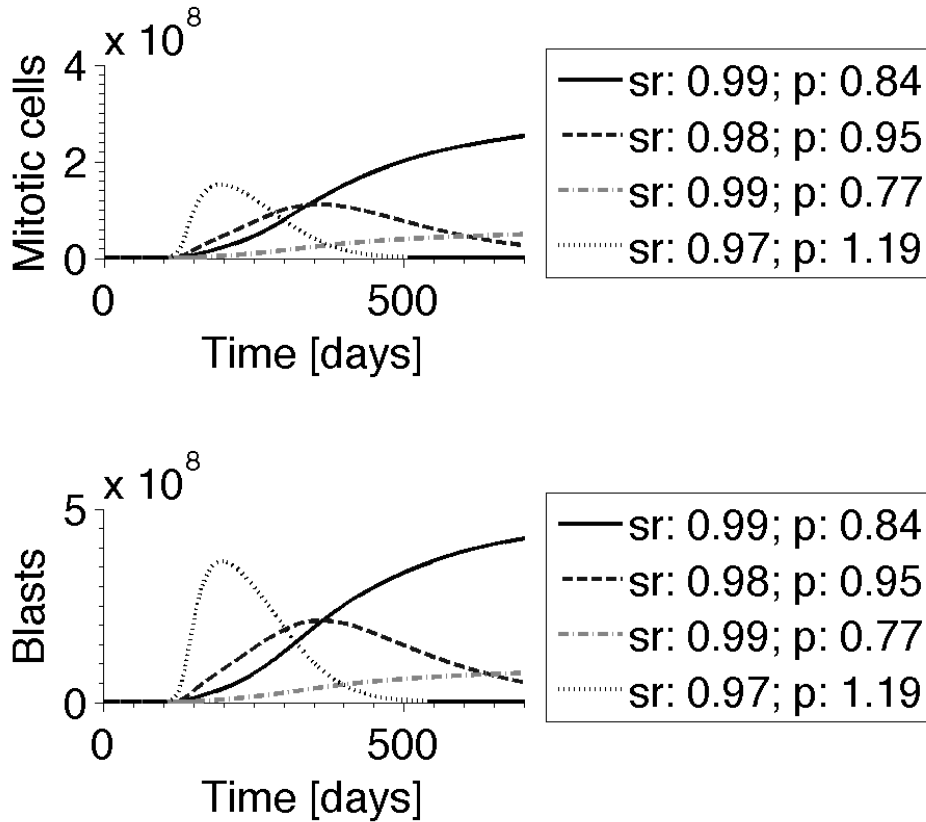 x 10^8
4
2
0
Mitotic cells
0
500
Time [days]
sr: 0.99; p: 0.84
sr: 0.98; p: 0.95
sr: 0.99; p: 0.77
sr: 0.97; p: 1.19
x 10^8
5
0
Blasts
0
500
Time [days]
sr: 0.99; p: 0.84
sr: 0.98; p: 0.95
sr: 0.99; p: 0.77
sr: 0.97; p: 1.19